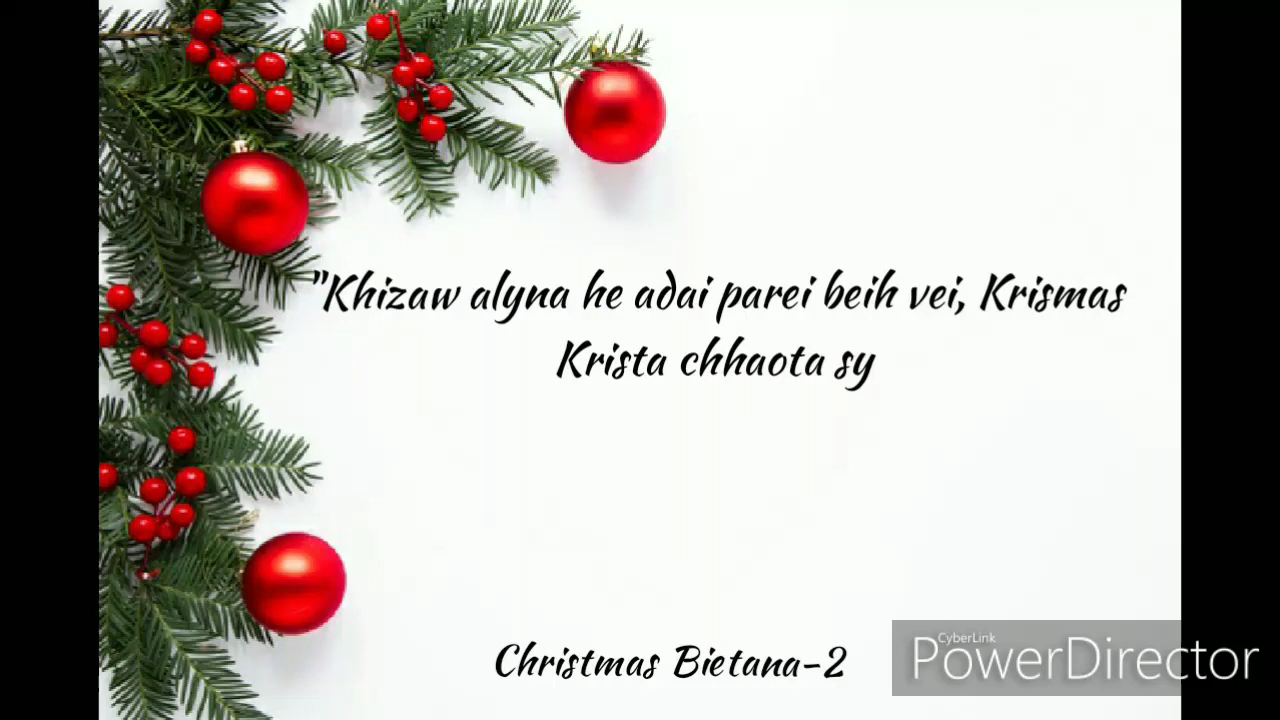 "Khizaw alyna he adai parei beih vei, Krismas
Krista chhaota sy
Christmas Bietana-2
CyberLink
PowerDirector